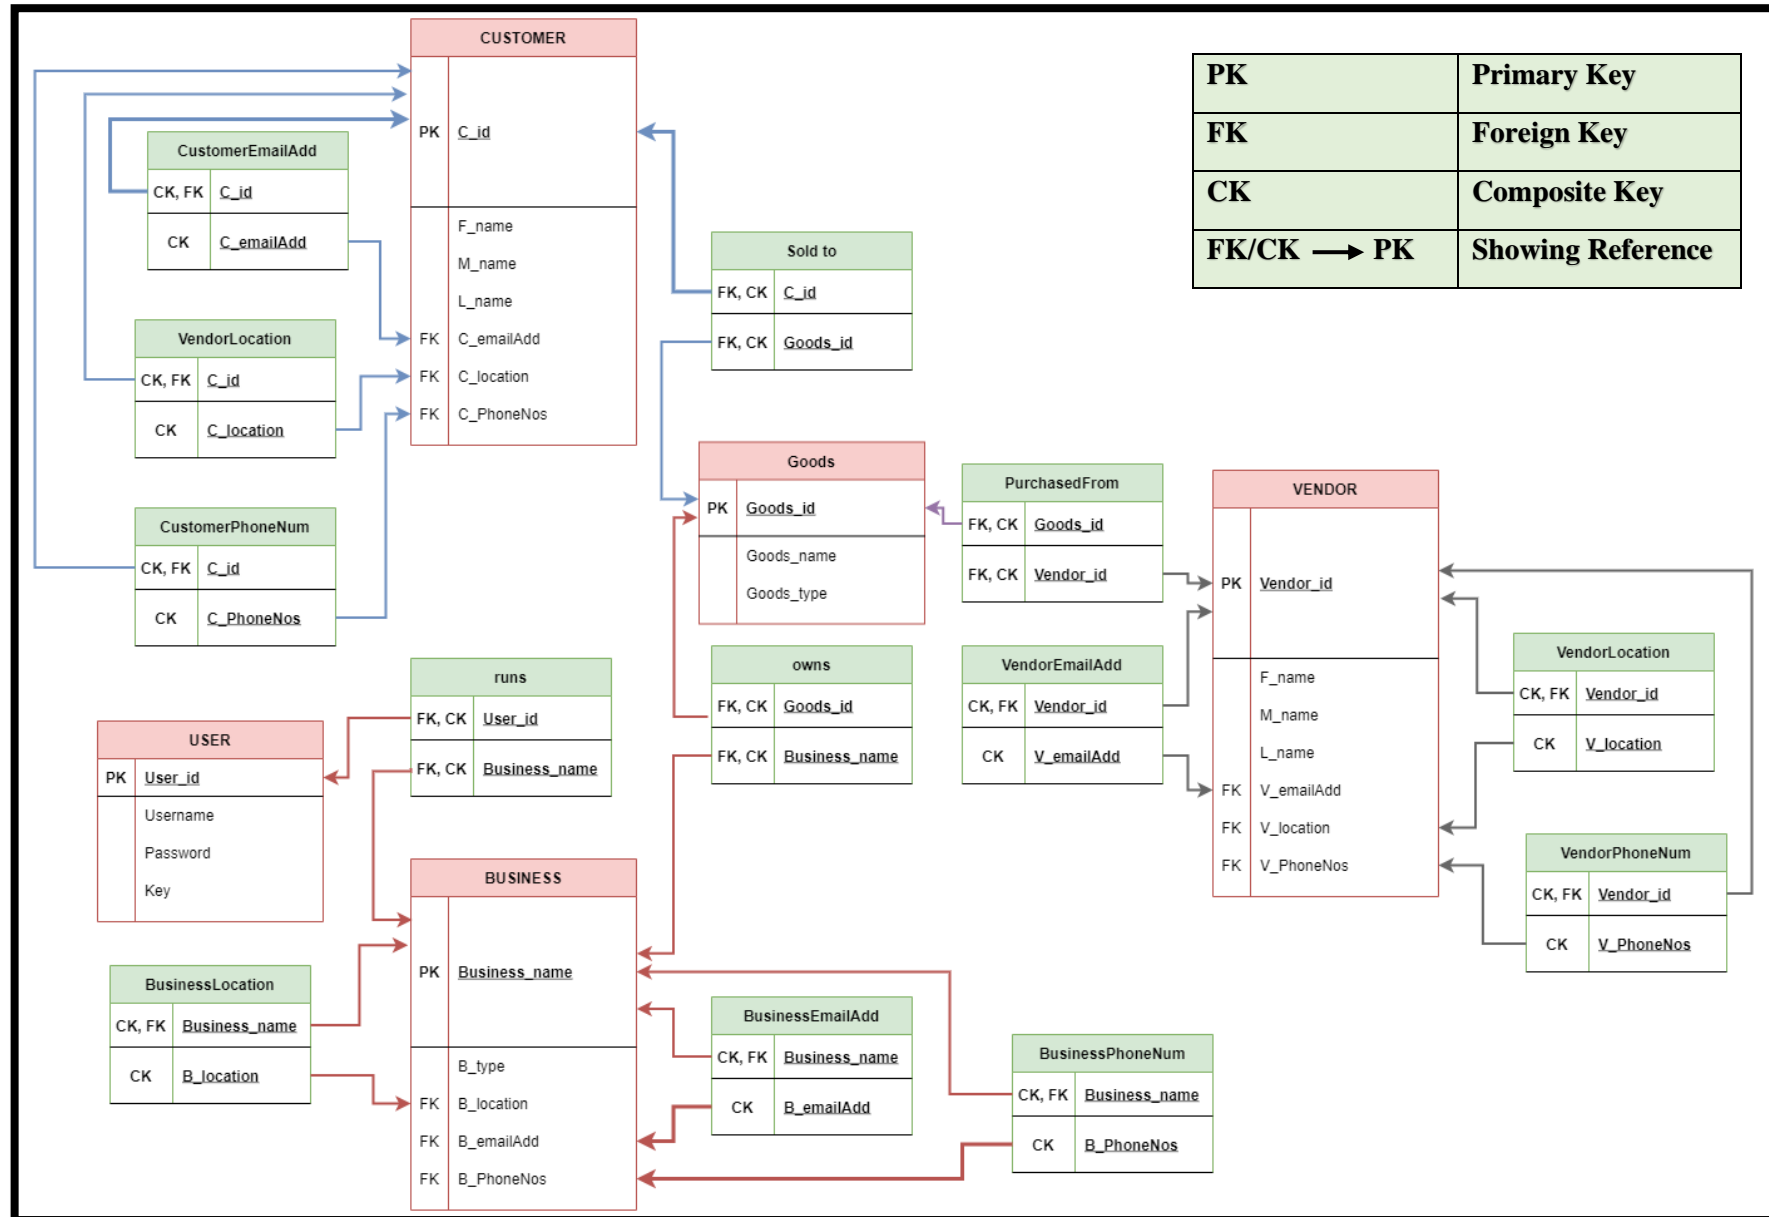 CUSTOMER
PK C_id
F_name
M_name
L_name
FK C_emailAdd
FK C_location
FK C_PhoneNos
PK Primary Key
FK Foreign Key
CK Composite Key
FK/CK ⟶ PK Showing Reference
CustomerEmailAdd
CK, FK C_id
CK C_emailAdd
VendorLocation
CK, FK C_id
CK C_location
CustomerPhoneNum
CK, FK C_id
CK C_PhoneNos
Sold to
FK, CK C_id
FK, CK Goods_id
Goods
PK Goods_id
Goods_name
Goods_type
PurchasedFrom
FK, CK Goods_id
FK, CK Vendor_id
VENDOR
PK Vendor_id
F_name
M_name
L_name
FK V_emailAdd
FK V_location
FK V_PhoneNos
VendorLocation
CK, FK Vendor_id
CK V_location
VendorPhoneNum
CK, FK Vendor_id
CK V_PhoneNos
VendorEmailAdd
CK, FK Vendor_id
CK V_emailAdd
owns
FK, CK Goods_id
FK, CK Business_name
runs
FK, CK User_id
FK, CK Business_name
USER
PK User_id
Username
Password
Key
BUSINESS
PK Business_name
B_type
FK B_location
FK B_emailAdd
FK B_PhoneNos
BusinessLocation
CK, FK Business_name
CK B_location
BusinessEmailAdd
CK, FK Business_name
CK B_emailAdd
BusinessPhoneNum
CK, FK Business_name
CK B_PhoneNos